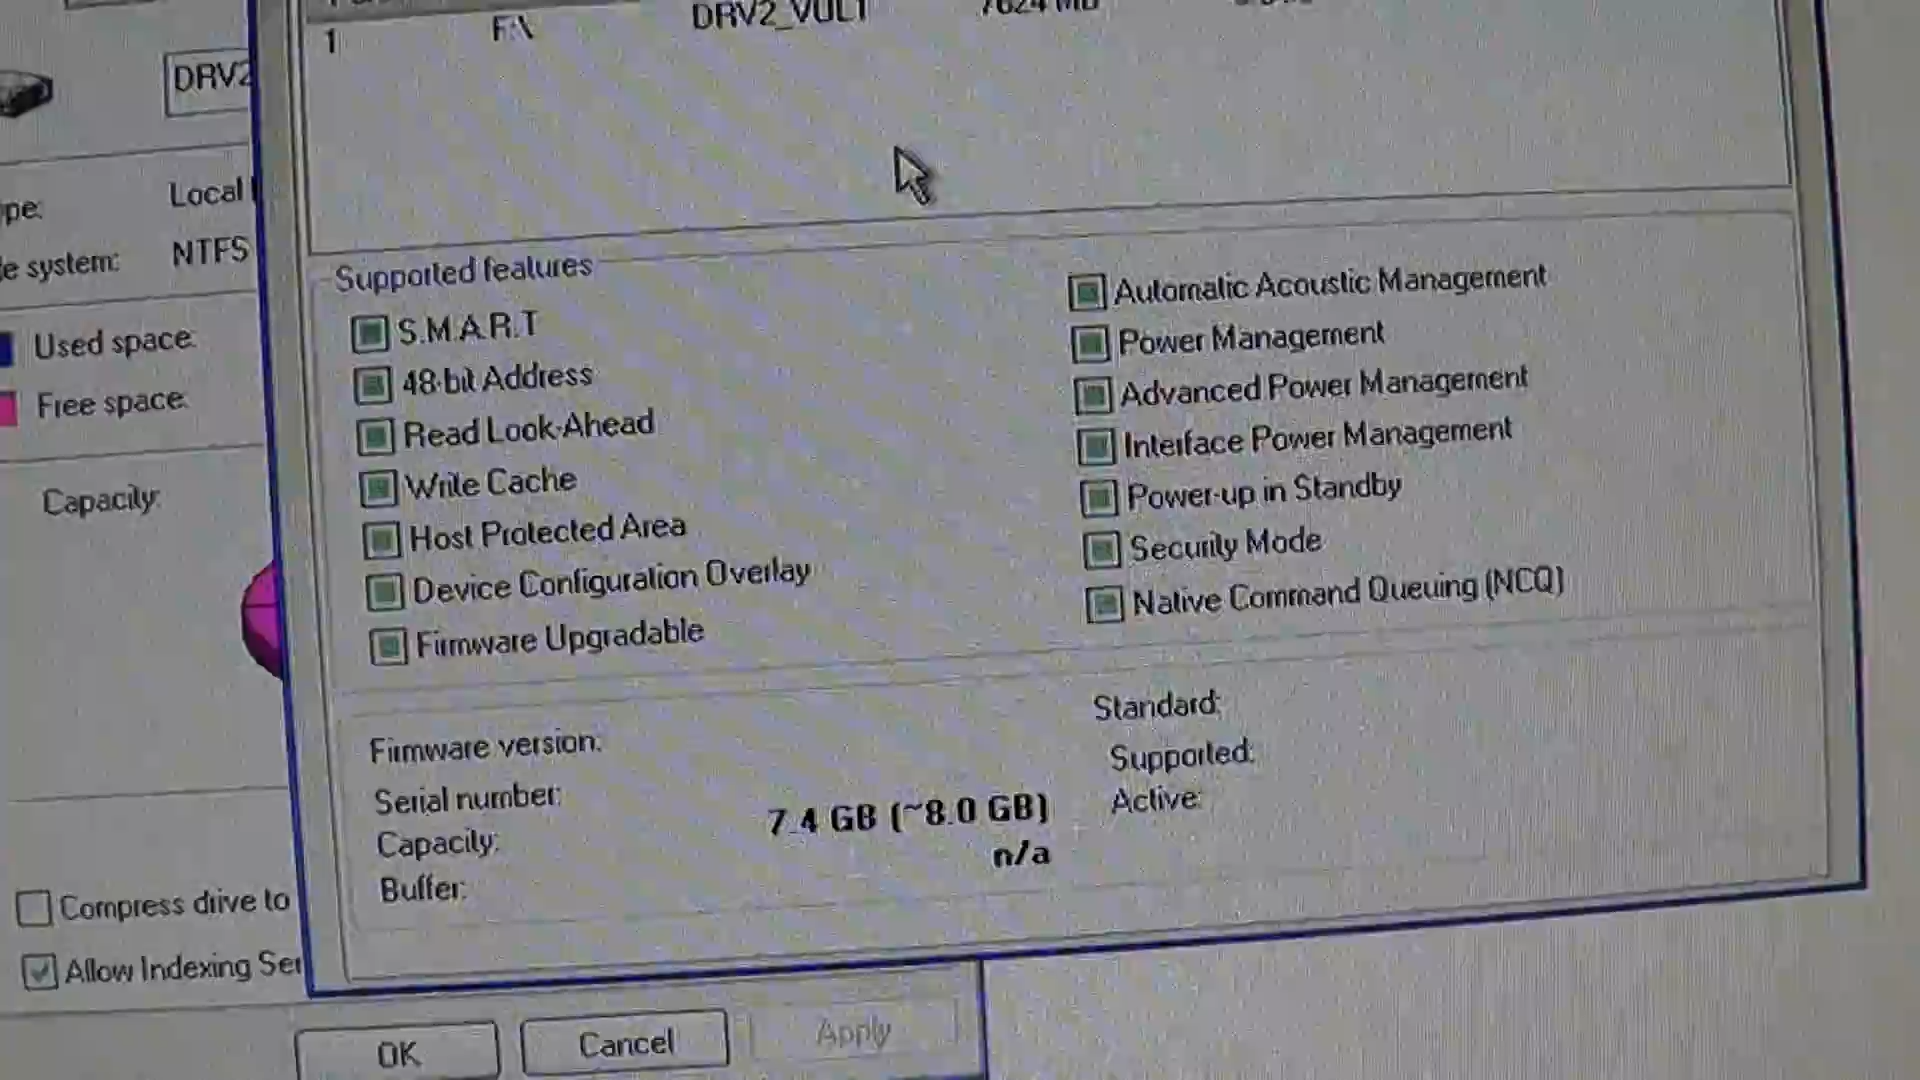 1 F:\ DRV2_VOL1 7624 MB
DRV2
Local
NTFS
Used space:
Free space:
Capacity:
Supported features
S.M.A.R.T
48-bit Address
Read Look-Ahead
Write Cache
Host Protected Area
Device Configuration Overlay
Firmware Upgradable
Automatic Acoustic Management
Power Management
Advanced Power Management
Interface Power Management
Power-up in Standby
Security Mode
Native Command Queuing (NCQ)
Firmware version:
Serial number:
Capacity: 7.4 GB (~8.0 GB)
Buffer: n/a
Standard:
Supported:
Active:
Compress drive to
Allow Indexing Ser
OK Cancel Apply